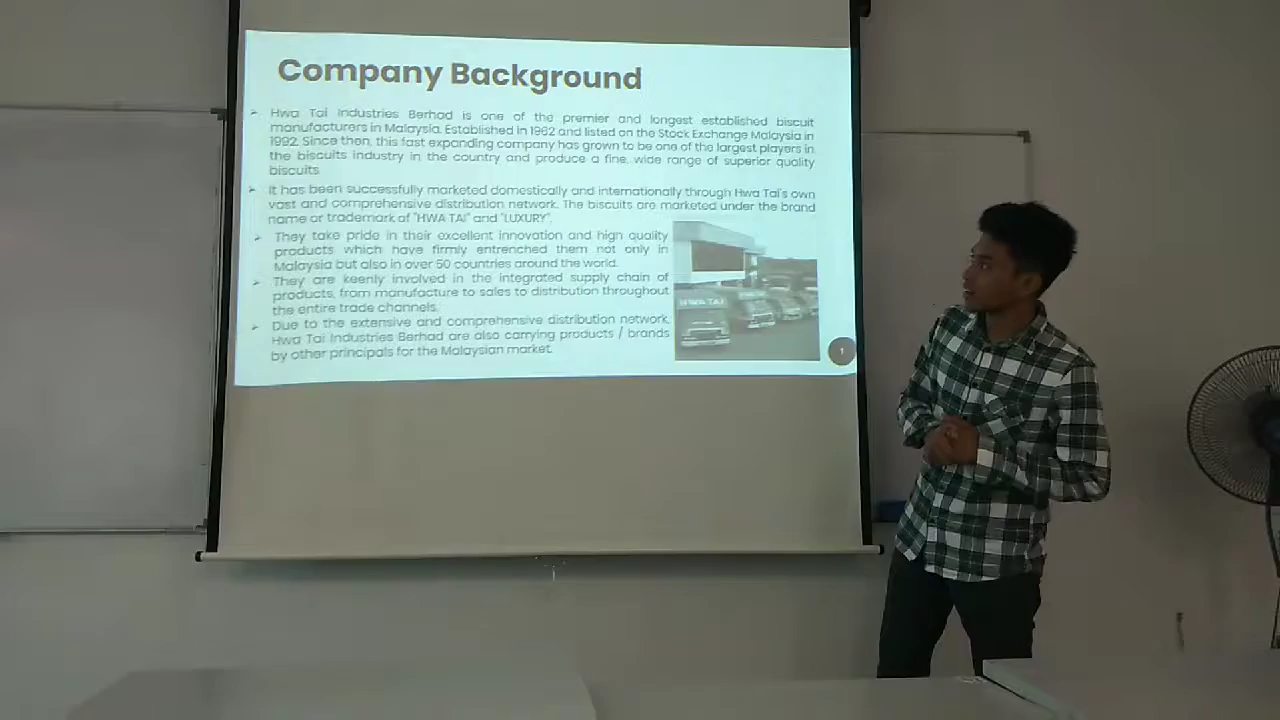 Company Background
➢ Hwa Tai Industries Berhad is one of the premier and longest established biscuit
manufacturers in Malaysia. Established in 1962 and listed on the Stock Exchange Malaysia in
1992. Since then, this fast expanding company has grown to be one of the largest players in
the biscuits industry in the country and produce a fine, wide range of superior quality
biscuits.
➢ It has been successfully marketed domestically and internationally through Hwa Tai's own
vast and comprehensive distribution network. The biscuits are marketed under the brand
name or trademark of "HWA TAI" and "LUXURY".
➢ They take pride in their excellent innovation and high quality
products which have firmly entrenched them not only in
Malaysia but also in over 50 countries around the world.
➢ They are keenly involved in the integrated supply chain of
products, from manufacture to sales to distribution throughout
the entire trade channels.
➢ Due to the extensive and comprehensive distribution network,
Hwa Tai Industries Berhad are also carrying products / brands
by other principals for the Malaysian market.
HWA TAI
1